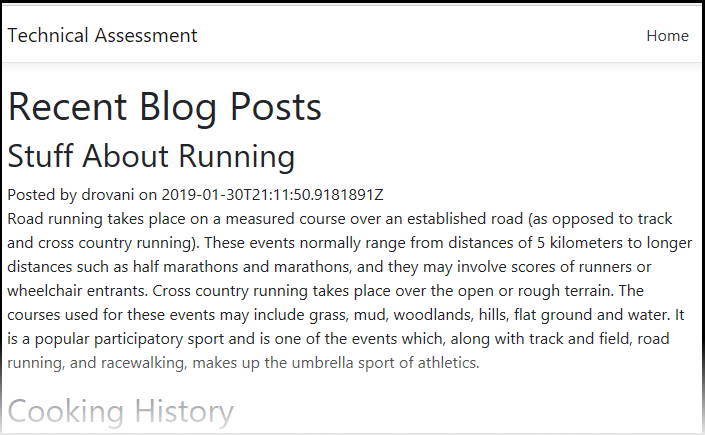 Technical Assessment
Home
Recent Blog Posts
Stuff About Running
Posted by drovani on 2019-01-30T21:11:50.9181891Z
Road running takes place on a measured course over an established road (as opposed to track
and cross country running). These events normally range from distances of 5 kilometers to longer
distances such as half marathons and marathons, and they may involve scores of runners or
wheelchair entrants. Cross country running takes place over the open or rough terrain. The
courses used for these events may include grass, mud, woodlands, hills, flat ground and water. It
is a popular participatory sport and is one of the events which, along with track and field, road
running, and racewalking, makes up the umbrella sport of athletics.
Cooking History